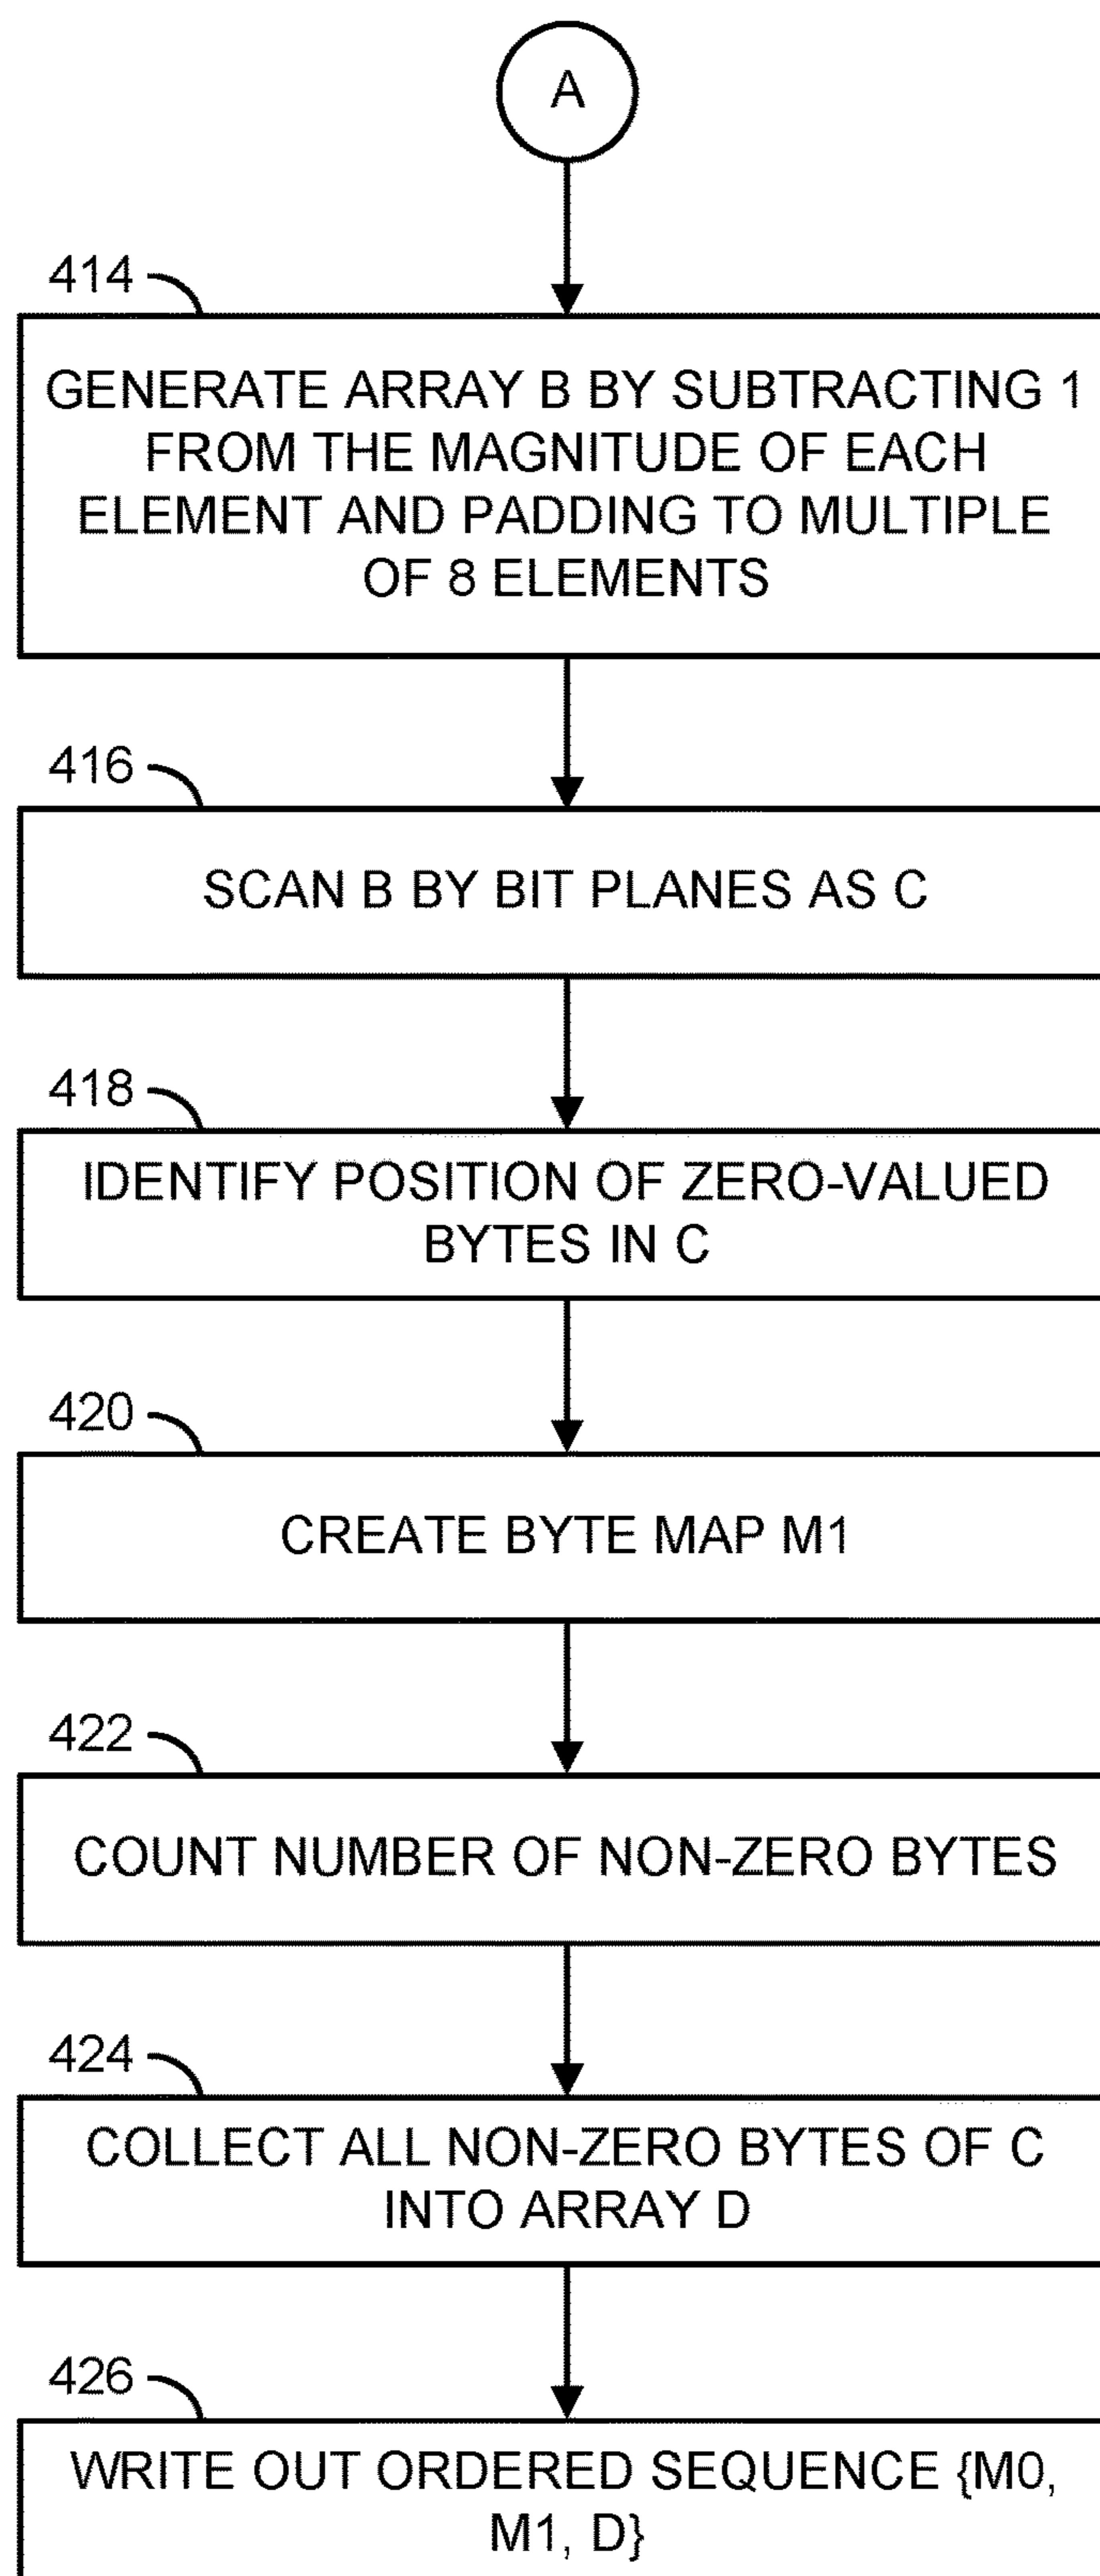 A
414
GENERATE ARRAY B BY SUBTRACTING 1
FROM THE MAGNITUDE OF EACH
ELEMENT AND PADDING TO MULTIPLE
OF 8 ELEMENTS
416
SCAN B BY BIT PLANES AS C
418
IDENTIFY POSITION OF ZERO-VALUED
BYTES IN C
420
CREATE BYTE MAP M1
422
COUNT NUMBER OF NON-ZERO BYTES
424
COLLECT ALL NON-ZERO BYTES OF C
INTO ARRAY D
426
WRITE OUT ORDERED SEQUENCE {M0,
M1, D}